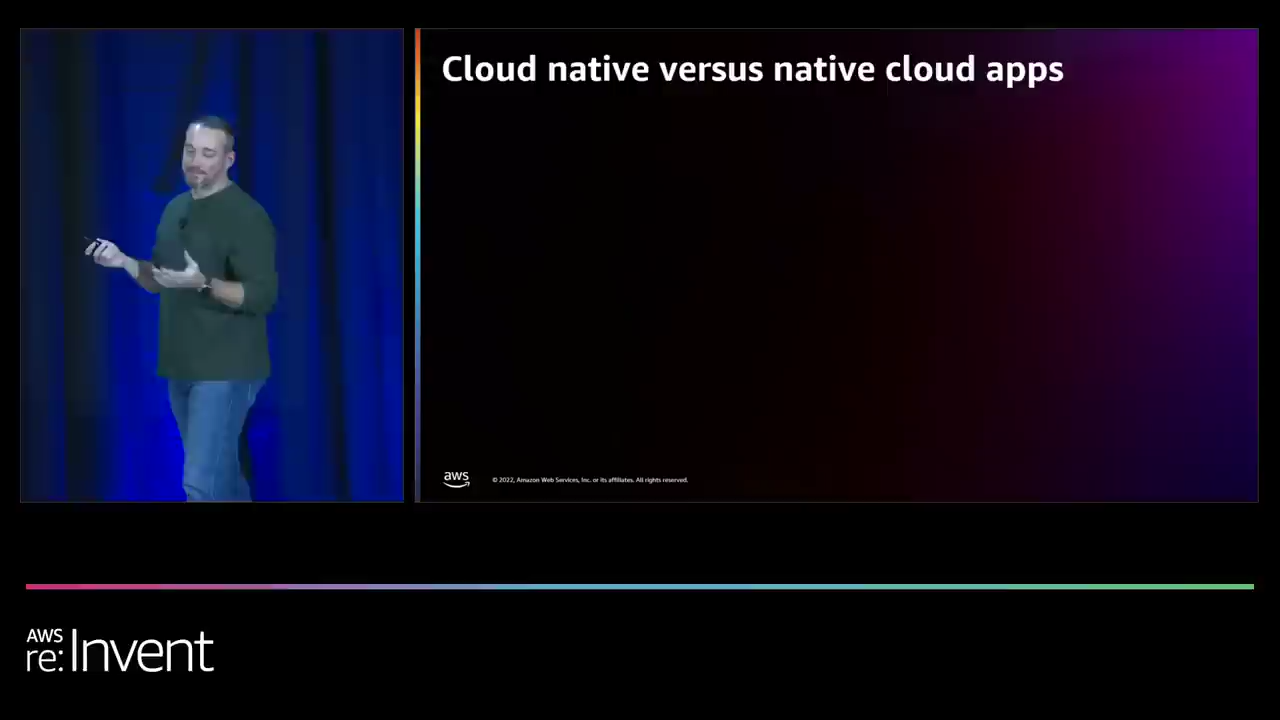 Cloud native versus native cloud apps
aws
© 2022, Amazon Web Services, Inc. or its affiliates. All rights reserved.
AWS
re:Invent